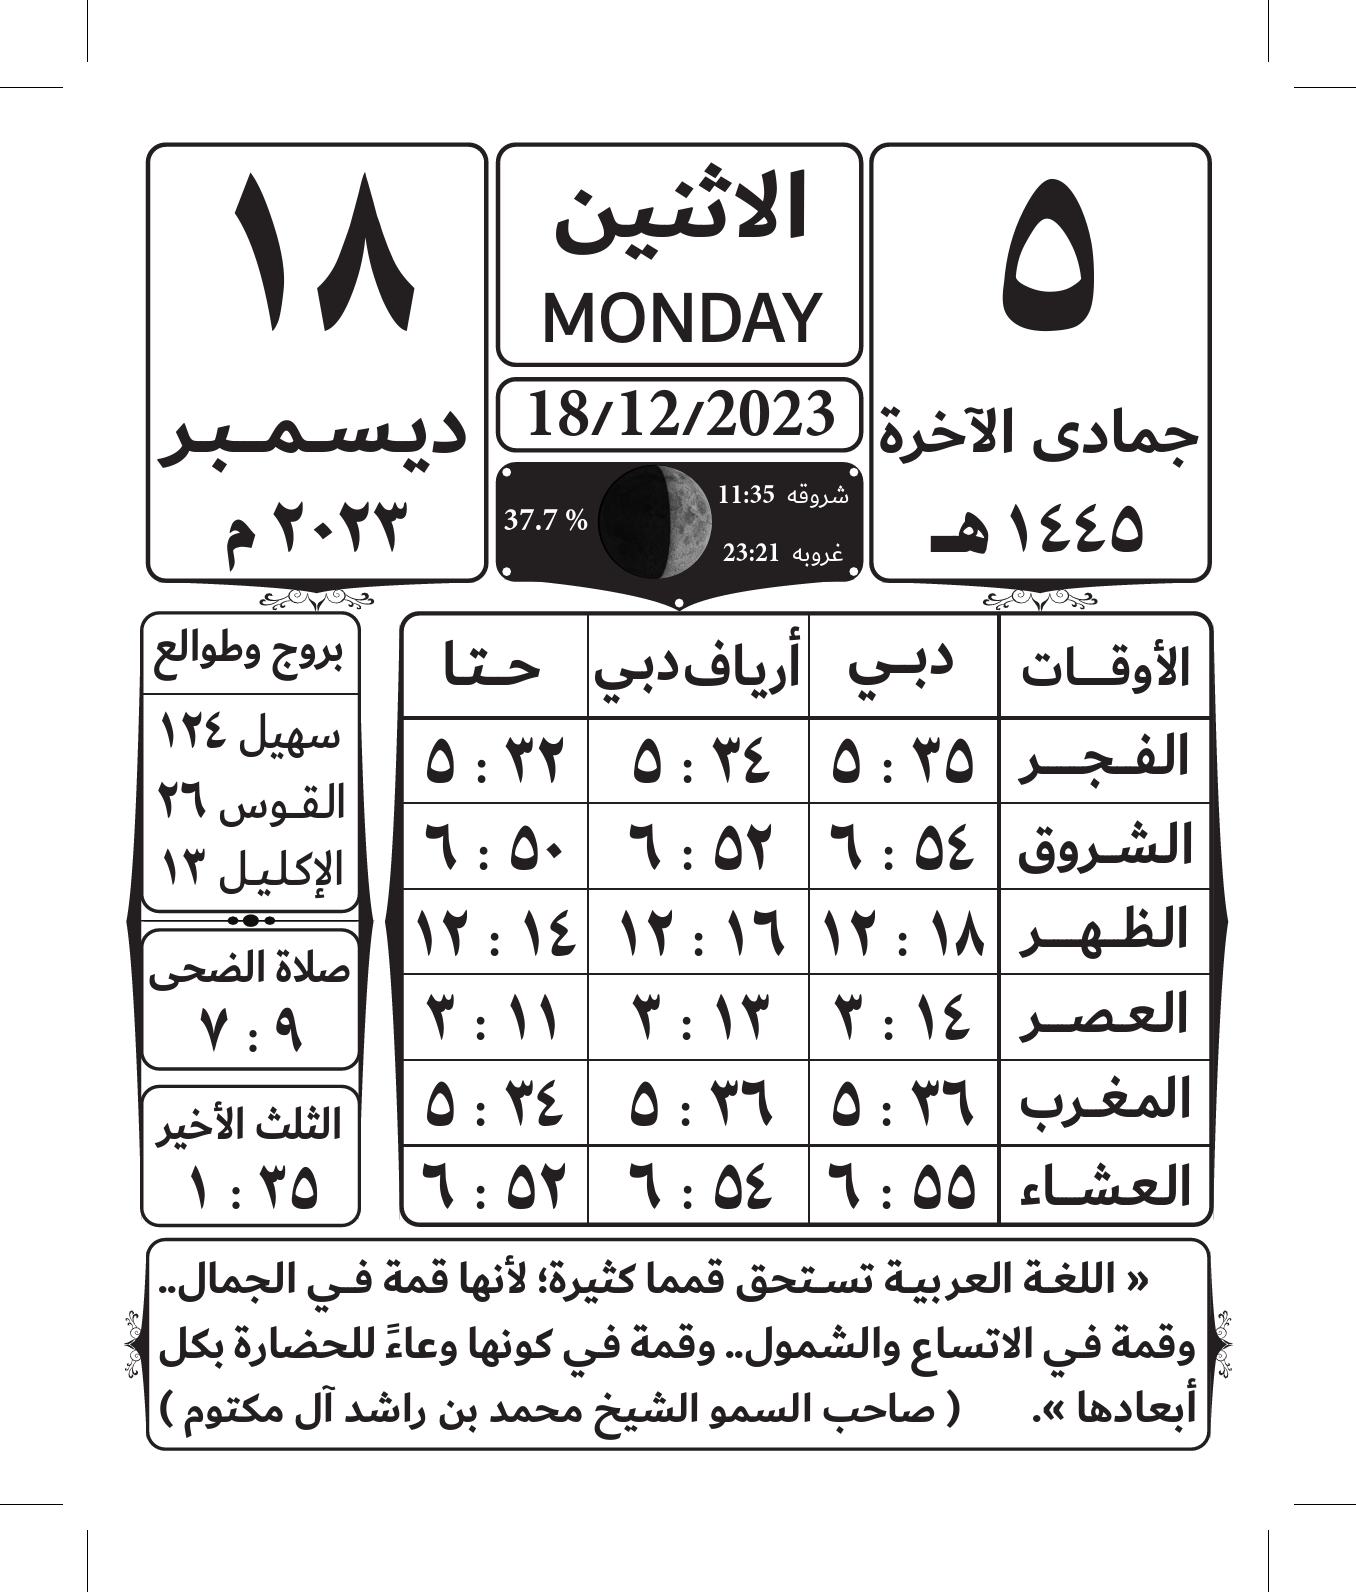 ٥
جمادى الآخرة
١٤٤٥ هـ
الاثنين
MONDAY
18/12/2023
شروقه 11:35
غروبه 23:21
37.7 %
١٨
ديسمبر
٢٠٢٣ م
الأوقات دبي أرياف دبي حتا
الفجر ٣٥ : ٥ ٣٤ : ٥ ٣٢ : ٥
الشروق ٥٤ : ٦ ٥٢ : ٦ ٥٠ : ٦
الظهر ١٨ : ١٢ ١٦ : ١٢ ١٤ : ١٢
العصر ١٤ : ٣ ١٣ : ٣ ١١ : ٣
المغرب ٣٦ : ٥ ٣٦ : ٥ ٣٤ : ٥
العشاء ٥٥ : ٦ ٥٤ : ٦ ٥٢ : ٦
بروج وطوالع
سهيل ١٢٤
القوس ٢٦
الإكليل ١٣
صلاة الضحى
٩ : ٧
الثلث الأخير
٣٥ : ١
« اللغة العربية تستحق قمما كثيرة؛ لأنها قمة في الجمال..
وقمة في الاتساع والشمول.. وقمة في كونها وعاءً للحضارة بكل
أبعادها ». ( صاحب السمو الشيخ محمد بن راشد آل مكتوم )